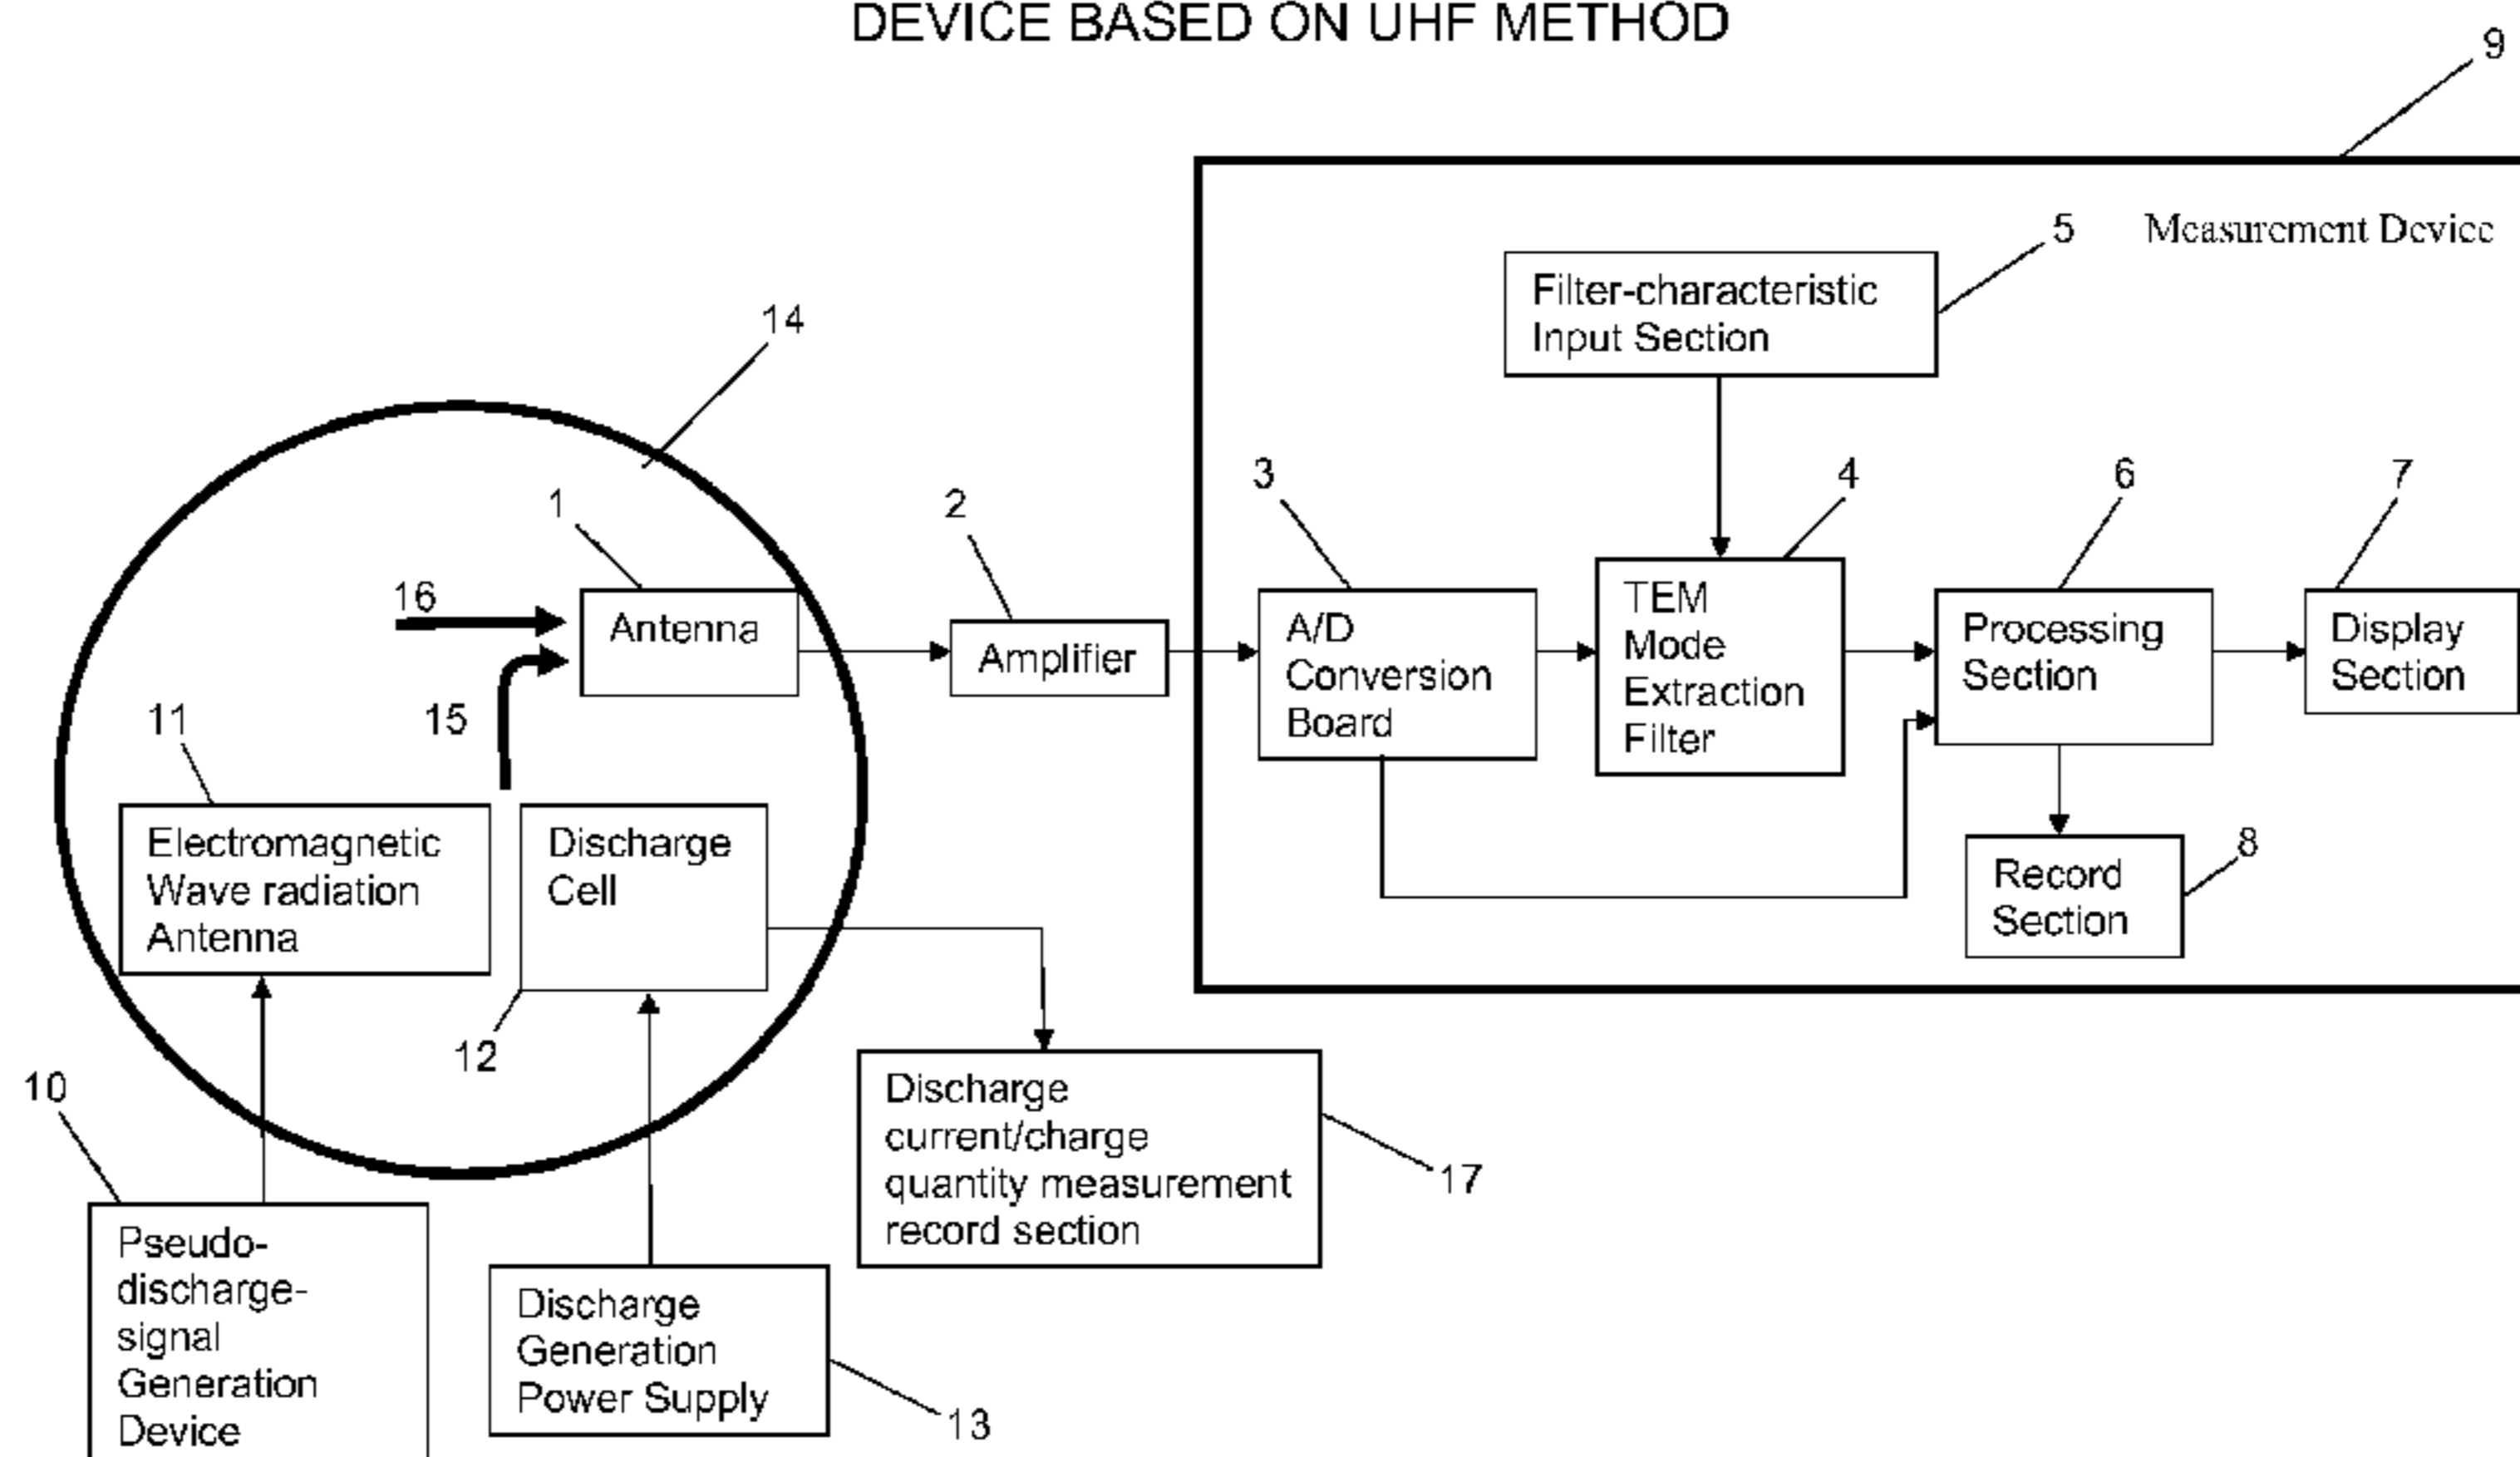 DEVICE BASED ON UHF METHOD
9
5
Measurement Device
Filter-characteristic
Input Section
14
3
4
6
7
1
2
16
Antenna
Amplifier
A/D
Conversion
Board
TEM
Mode
Extraction
Filter
Processing
Section
Display
Section
15
11
Electromagnetic
Wave radiation
Antenna
Discharge
Cell
8
Record
Section
12
10
Discharge
current/charge
quantity measurement
record section
17
Pseudo-
discharge-
signal
Generation
Device
Discharge
Generation
Power Supply
13